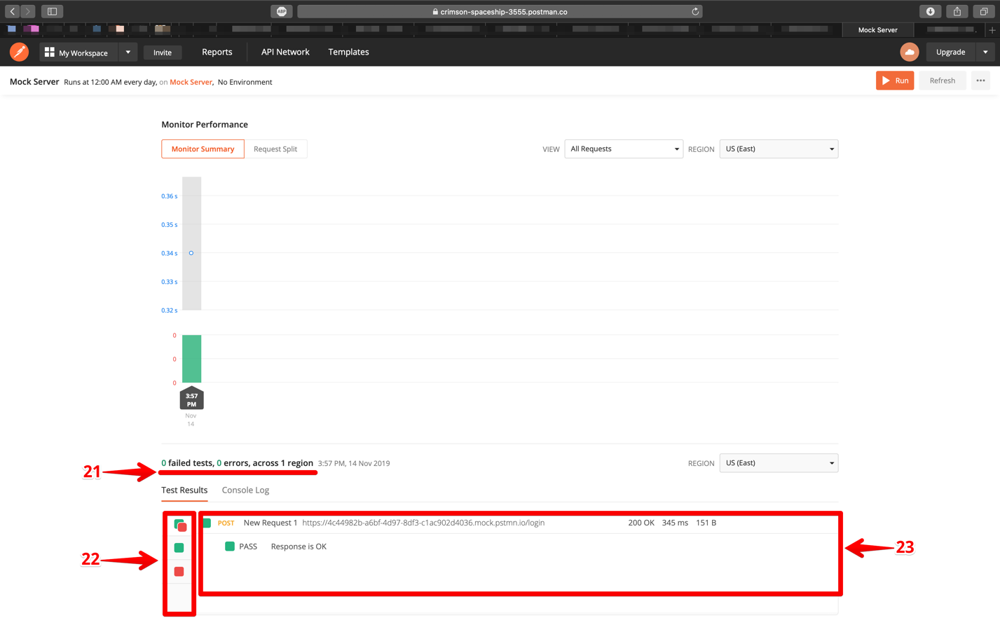 ABP
crimson-spaceship-3555.postman.co
Mock Server
My Workspace
Invite
Reports
API Network
Templates
Upgrade
Mock Server Runs at 12:00 AM every day, on Mock Server, No Environment
Run
Refresh
Monitor Performance
Monitor Summary
Request Split
VIEW
All Requests
REGION
US (East)
0.36 s
0.35 s
0.34 s
0.33 s
0.32 s
0
0
0
3:57
PM
Nov
14
0 failed tests, 0 errors, across 1 region 3:57 PM, 14 Nov 2019
REGION
US (East)
21
Test Results
Console Log
POST New Request 1 https://4c44982b-a6bf-4d97-8df3-c1ac902d4036.mock.pstmn.io/login 200 OK 345 ms 151 B
PASS Response is OK
22
23